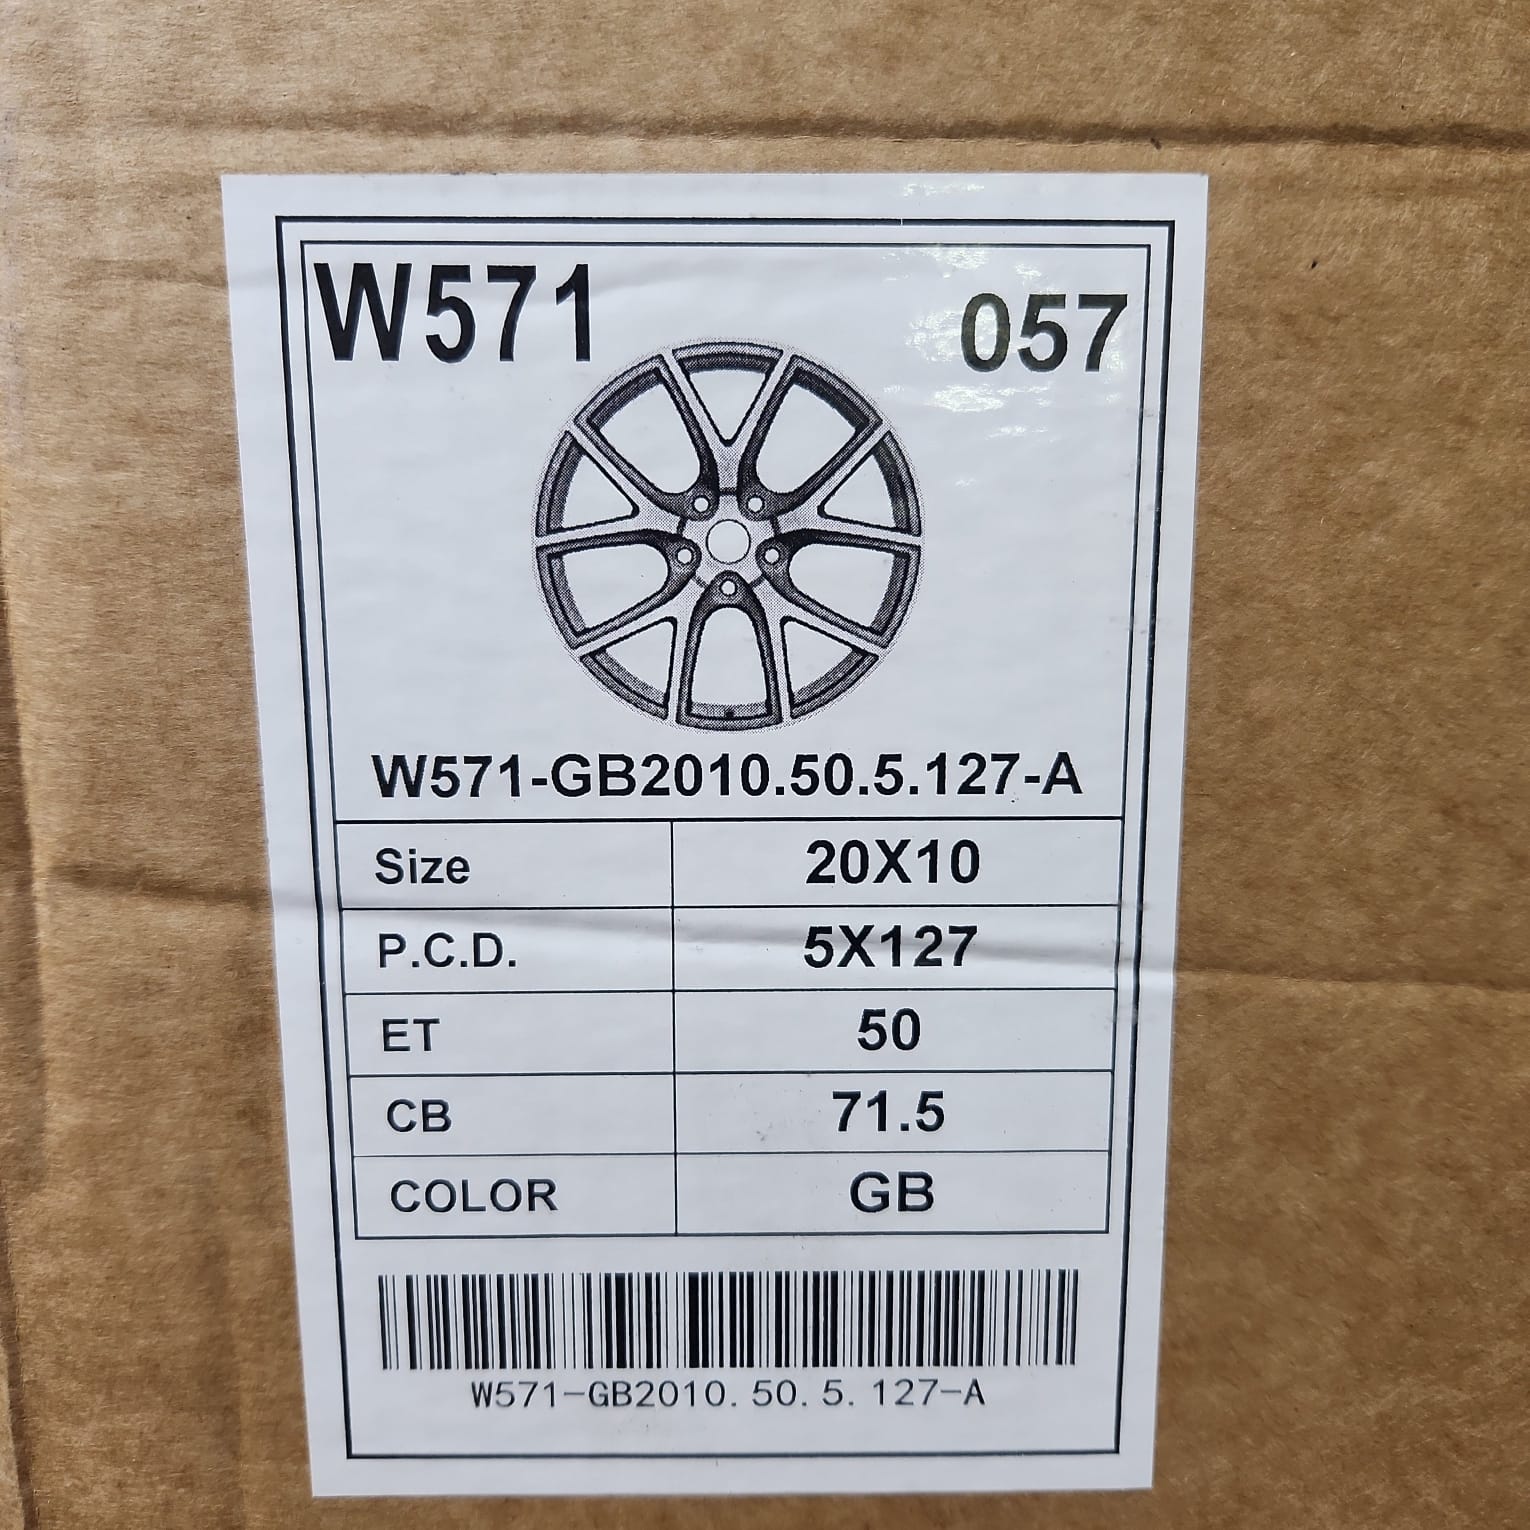 W571 057
W571-GB2010.50.5.127-A
Size 20X10
P.C.D. 5X127
ET 50
CB 71.5
COLOR GB
W571-GB2010.50.5.127-A